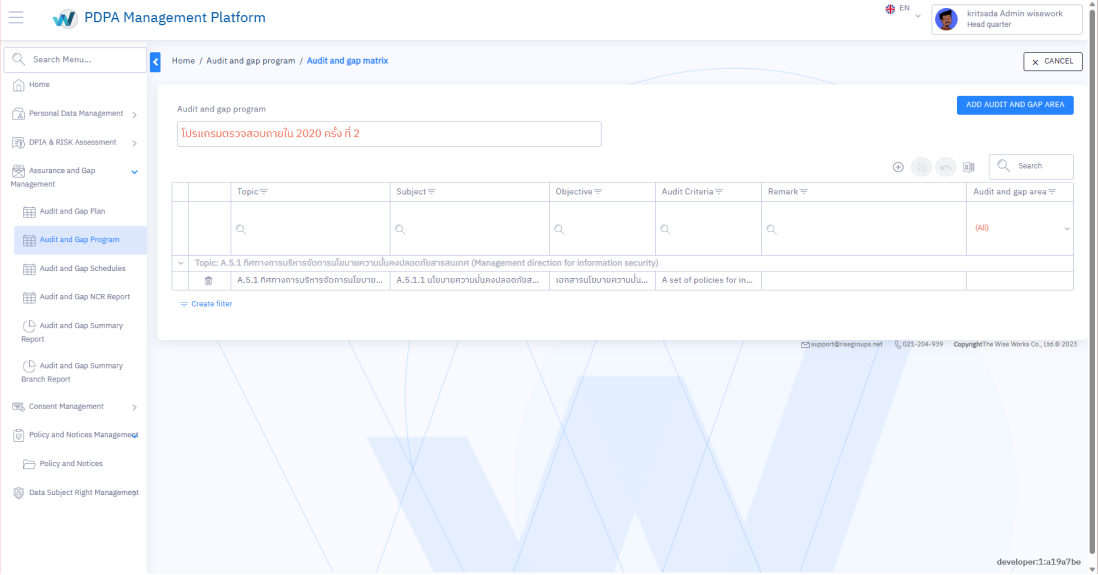 PDPA Management Platform
EN
kritsada Admin wisework
Head quarter
Search Menu...
Home
Personal Data Management
DPIA & RISK Assessment
Assurance and Gap
Management
Audit and Gap Plan
Audit and Gap Program
Audit and Gap Schedules
Audit and Gap NCR Report
Audit and Gap Summary
Report
Audit and Gap Summary
Branch Report
Consent Management
Policy and Notices Management
Policy and Notices
Data Subject Right Management
Home / Audit and gap program / Audit and gap matrix
× CANCEL
Audit and gap program
ADD AUDIT AND GAP AREA
โปรแกรมตรวจสอบภายใน 2020 ครั้ง ที่ 2
Search
Topic Subject Objective Audit Criteria Remark Audit and gap area
(All)
Topic: A.5.1 ทิศทางการบริหารจัดการนโยบายความมั่นคงปลอดภัยสารสนเทศ (Management direction for information security)
A.5.1 ทิศทางการบริหารจัดการนโยบาย... A.5.1.1 นโยบายความมั่นคงปลอดภัยส... เอกสารนโยบายความมั่น... A set of policies for in...
Create filter
support@risegroups.net 021-204-939 CopyrightThe Wise Works Co., Ltd © 2023
developer:1:a19a7be